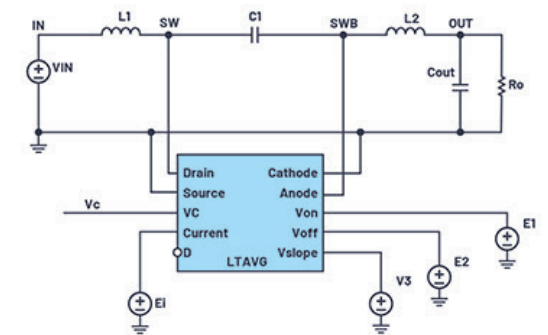 IN
L1
SW
C1
SWB
L2
OUT
VIN
Cout
Ro
Drain
Cathode
Source
Anode
Vc
VC
Von
E1
Current
Voff
D
Vslope
E2
LTAVG
Ei
V3